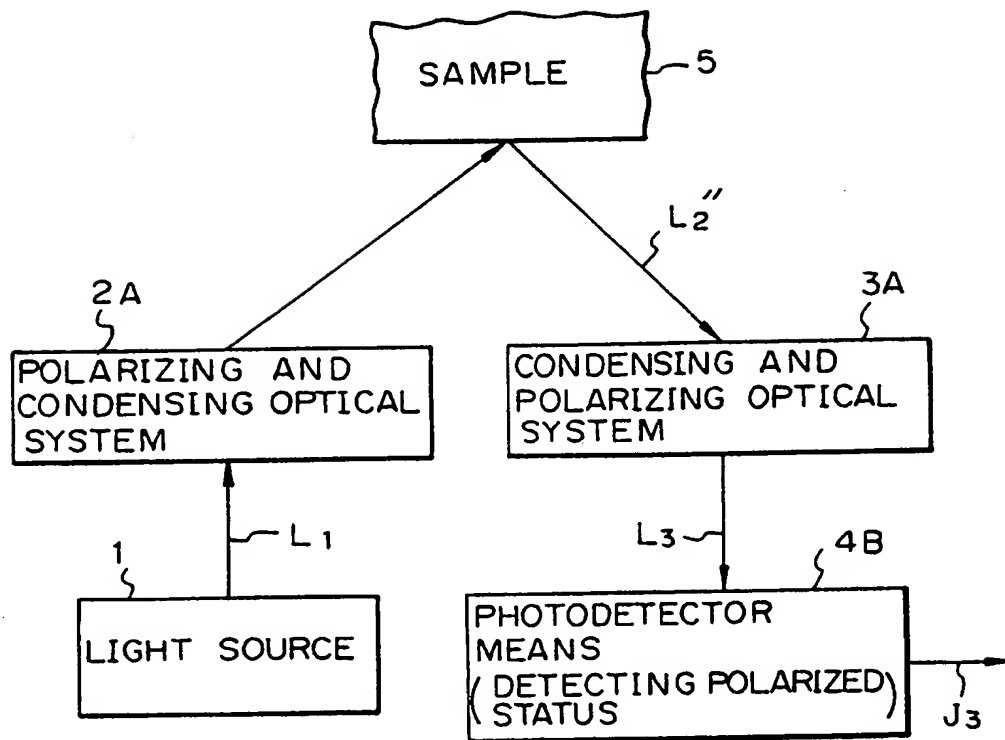 SAMPLE
5
L2"
2A
3A
POLARIZING AND
CONDENSING OPTICAL
SYSTEM
CONDENSING AND
POLARIZING OPTICAL
SYSTEM
L1
L3
1
4B
LIGHT SOURCE
PHOTODETECTOR
MEANS
(DETECTING POLARIZED
STATUS)
J3